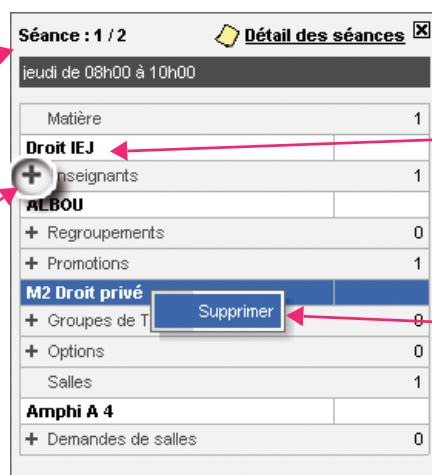 Séance : 1 / 2 Détail des séances
jeudi de 08h00 à 10h00
Matière 1
Droit IEJ
+ nseignants 1
ALBOU
+ Regroupements 0
+ Promotions 1
M2 Droit privé
Supprimer
+ Groupes de T 0
+ Options 0
Salles 1
Amphi A 4
+ Demandes de salles 0